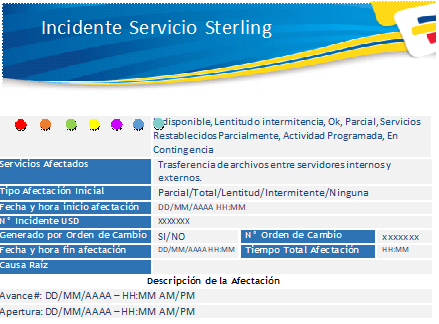 Incidente Servicio Sterling
disponible, Lentitud o intermitencia, Ok, Parcial, Servicios
Restablecidos Parcialmente, Actividad Programada, En
Contingencia
Servicios Afectados Trasferencia de archivos entre servidores internos y
externos.
Tipo Afectación Inicial Parcial/Total/Lentitud/Intermitente/Ninguna
Fecha y hora inicio afectación DD/MM/AAAA HH:MM
N° Incidente USD xxxxxxx
Generado por Orden de Cambio SI/NO N° Orden de Cambio xxxxxxx
Fecha y hora fin afectación DD/MM/AAAA HH:MM Tiempo Total Afectación HH:MM
Causa Raíz
Descripción de la Afectación
Avance#: DD/MM/AAAA – HH:MM AM/PM
Apertura: DD/MM/AAAA – HH:MM AM/PM